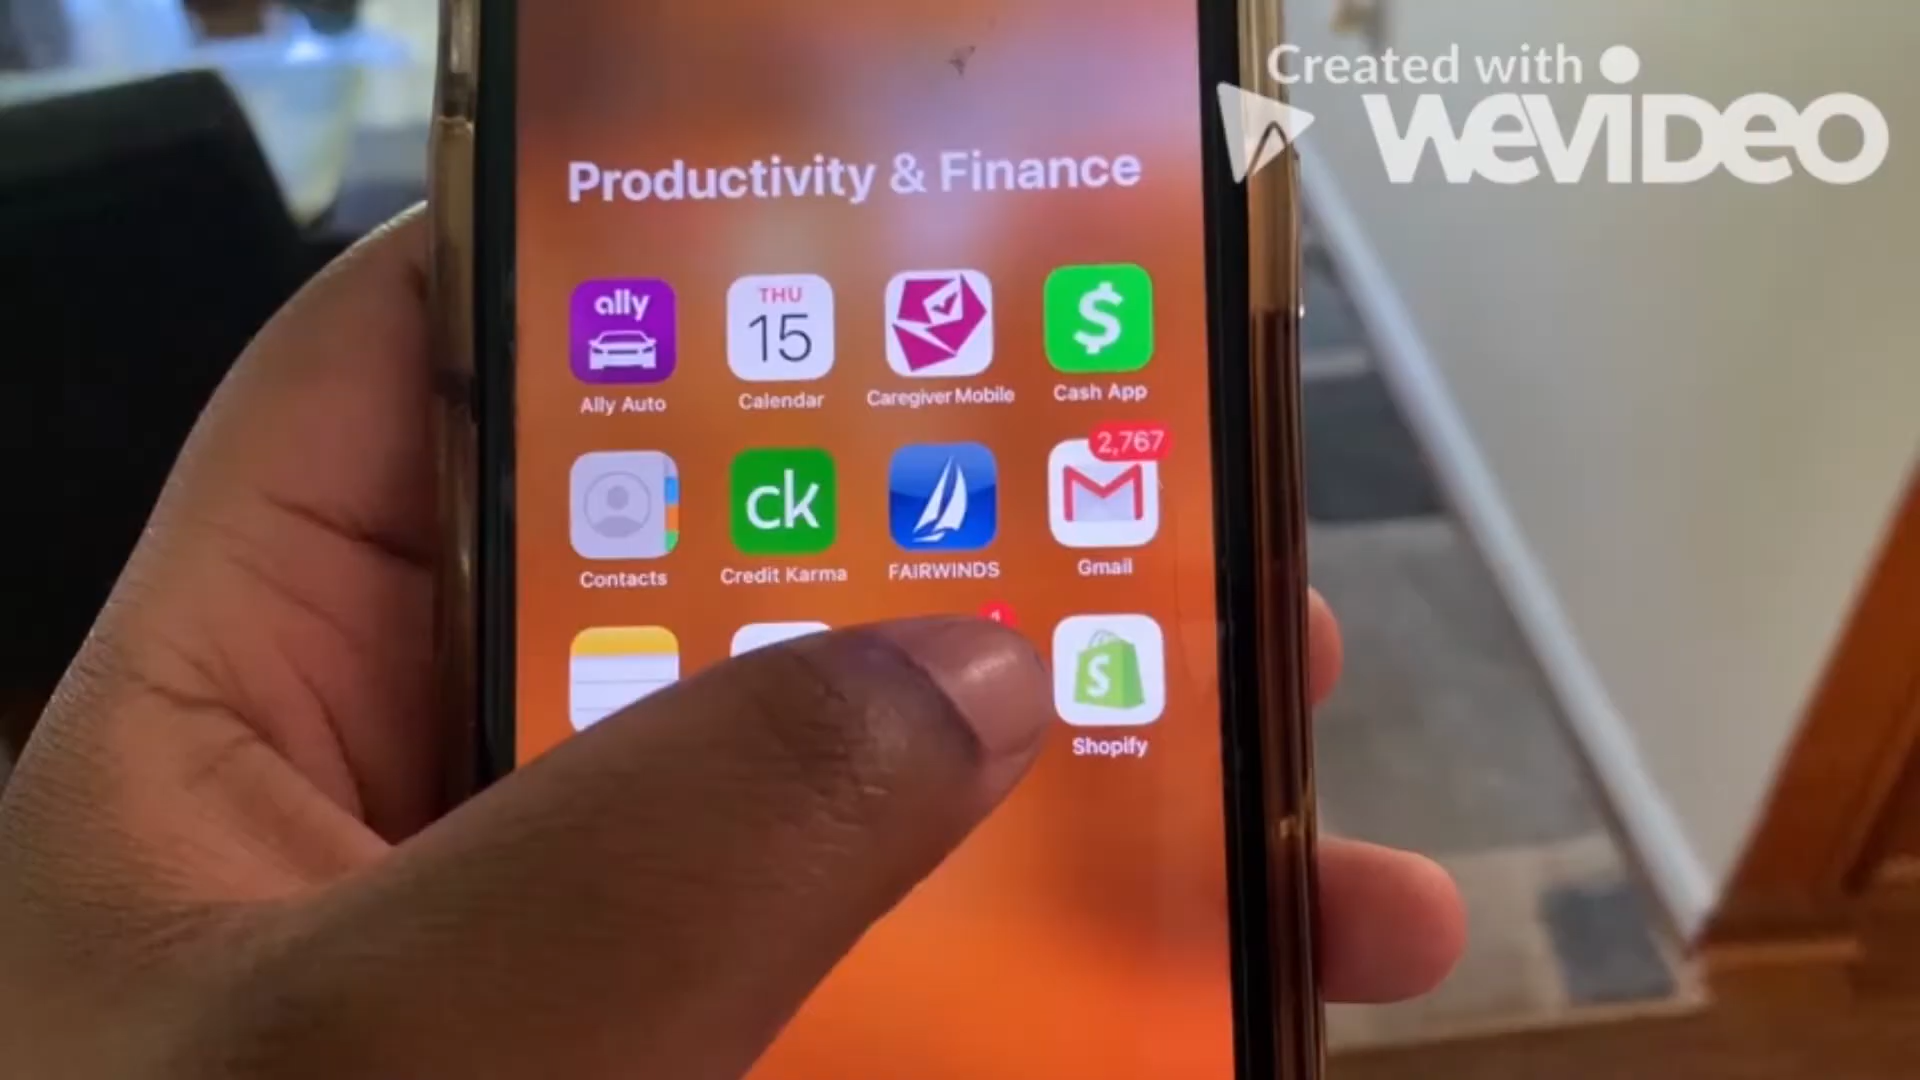 Created with
WEVIDEO
Productivity & Finance
ally
THU
15
$
Ally Auto
Calendar
Caregiver Mobile
Cash App
2,767
ck
Contacts
Credit Karma
FAIRWINDS
Gmail
S
Shopify